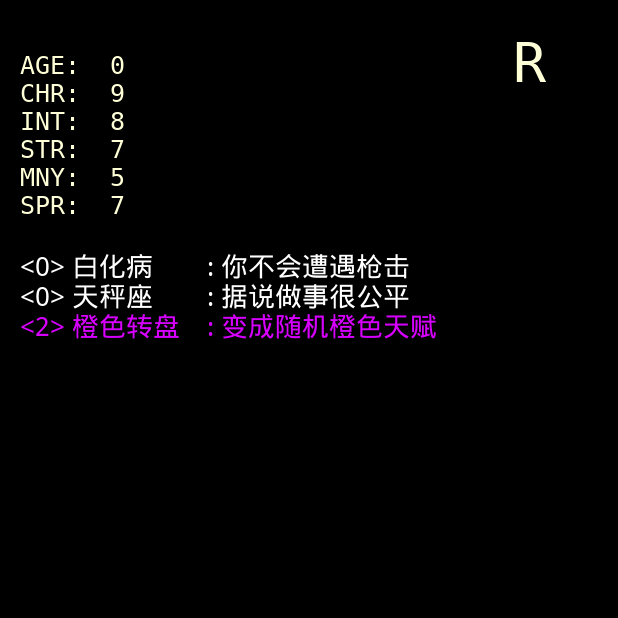 R
AGE: 0
CHR: 9
INT: 8
STR: 7
MNY: 5
SPR: 7
<0> 白化病 :你不会遭遇枪击
<0> 天秤座 :据说做事很公平
<2> 橙色转盘 :变成随机橙色天赋